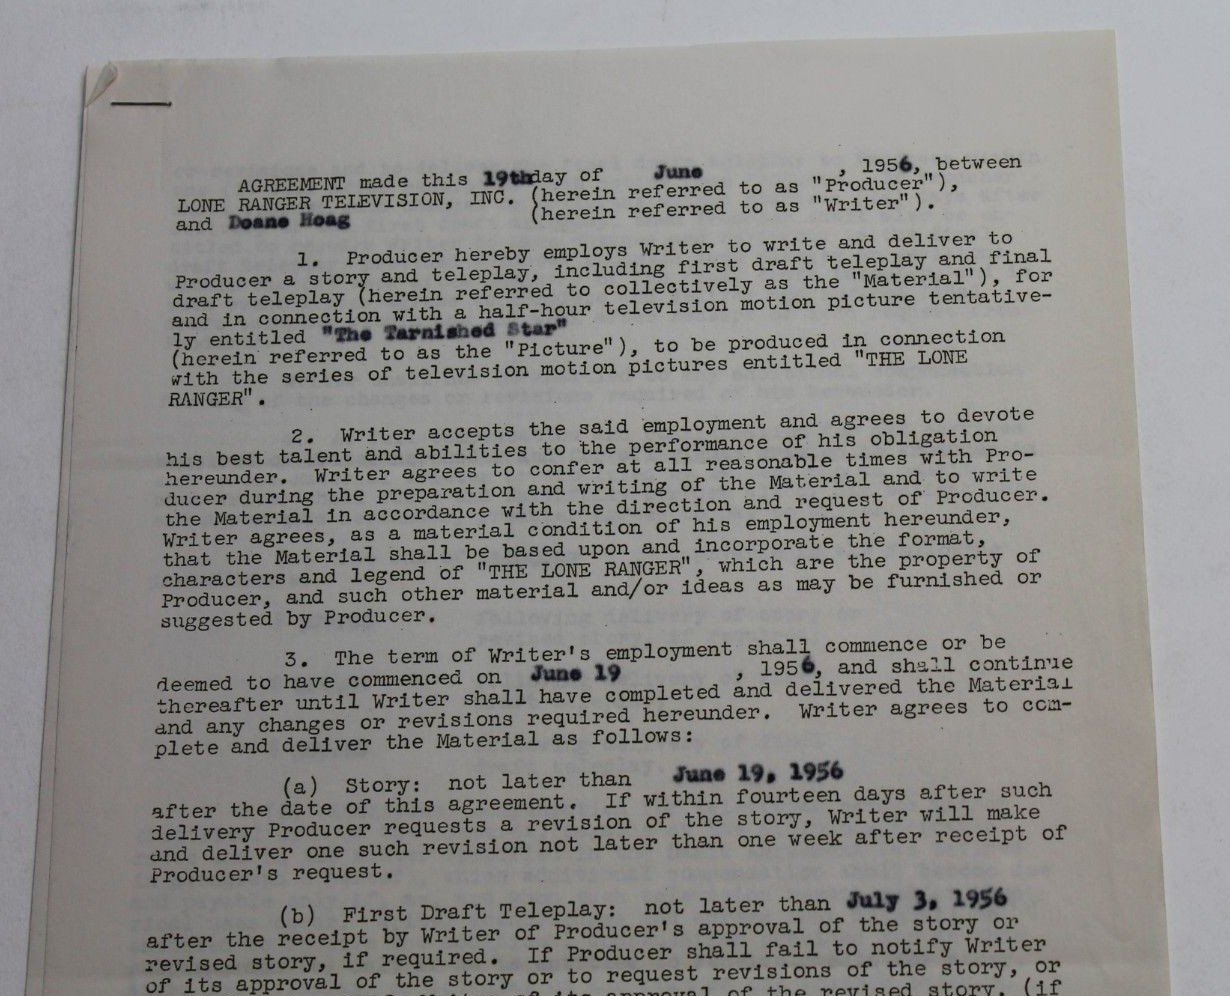 AGREEMENT made this 19th day of June , 1956, between
LONE RANGER TELEVISION, INC. (herein referred to as "Producer"),
and Doane Hoag (herein referred to as "Writer").
1. Producer hereby employs Writer to write and deliver to
Producer a story and teleplay, including first draft teleplay and final
draft teleplay (herein referred to collectively as the "Material"), for
and in connection with a half-hour television motion picture tentative-
ly entitled "The Tarnished Star"
(herein referred to as the "Picture"), to be produced in connection
with the series of television motion pictures entitled "THE LONE
RANGER".
2. Writer accepts the said employment and agrees to devote
his best talent and abilities to the performance of his obligation
hereunder. Writer agrees to confer at all reasonable times with Pro-
ducer during the preparation and writing of the Material and to write
the Material in accordance with the direction and request of Producer.
Writer agrees, as a material condition of his employment hereunder,
that the Material shall be based upon and incorporate the format,
characters and legend of "THE LONE RANGER", which are the property of
Producer, and such other material and/or ideas as may be furnished or
suggested by Producer.
3. The term of Writer's employment shall commence or be
deemed to have commenced on June 19 , 1956, and shall continue
thereafter until Writer shall have completed and delivered the Material
and any changes or revisions required hereunder. Writer agrees to com-
plete and deliver the Material as follows:
(a) Story: not later than June 19, 1956
after the date of this agreement. If within fourteen days after such
delivery Producer requests a revision of the story, Writer will make
and deliver one such revision not later than one week after receipt of
Producer's request.
(b) First Draft Teleplay: not later than July 3, 1956
after the receipt by Writer of Producer's approval of the story or
revised story, if required. If Producer shall fail to notify Writer
of its approval of the story or to request revisions of the story, or
of its approval of the revised story, (if